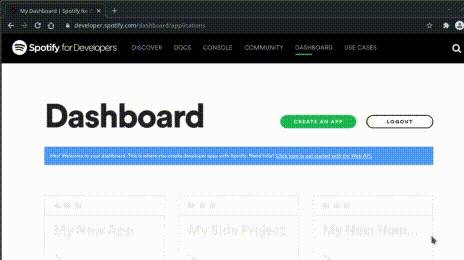 My Dashboard | Spotify for
developer.spotify.com/dashboard/applications
Spotify for Developers DISCOVER DOCS CONSOLE COMMUNITY DASHBOARD USE CASES
Dashboard
CREATE AN APP LOGOUT
Hey! Welcome to your dashboard. This is where you create developer apps with Spotify. Need help? Click here to get started with the Web API.
My New App My Side Project My Next Hom...